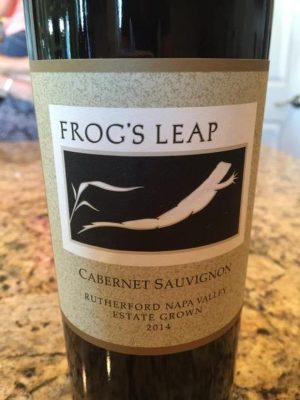 FROG'S LEAP
CABERNET SAUVIGNON
RUTHERFORD NAPA VALLEY
ESTATE GROWN
2014